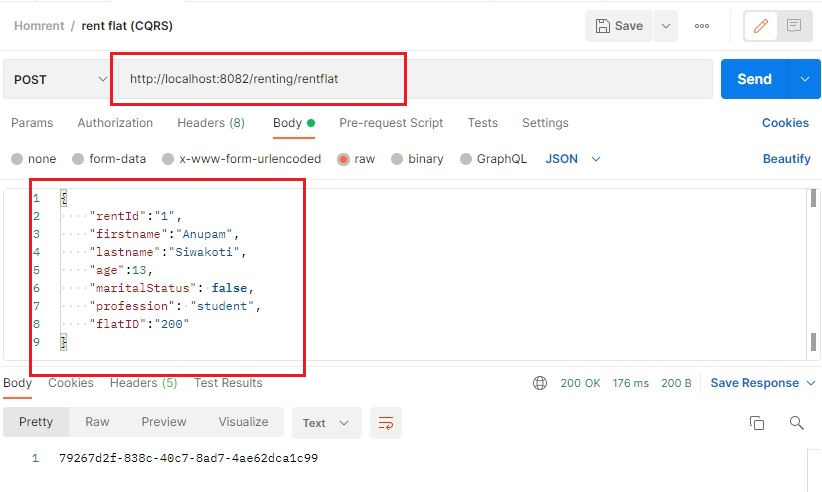 Homrent / rent flat (CQRS) Save
POST http://localhost:8082/renting/rentflat Send
Params Authorization Headers (8) Body Pre-request Script Tests Settings Cookies
none form-data x-www-form-urlencoded raw binary GraphQL JSON Beautify
1 {
2 "rentId":"1",
3 "firstname":"Anupam",
4 "lastname":"Siwakoti",
5 "age":13,
6 "maritalStatus": false,
7 "profession": "student",
8 "flatID":"200"
9 }
Body Cookies Headers (5) Test Results 200 OK 176 ms 200 B Save Response
Pretty Raw Preview Visualize Text
1 79267d2f-838c-40c7-8ad7-4ae62dca1c99